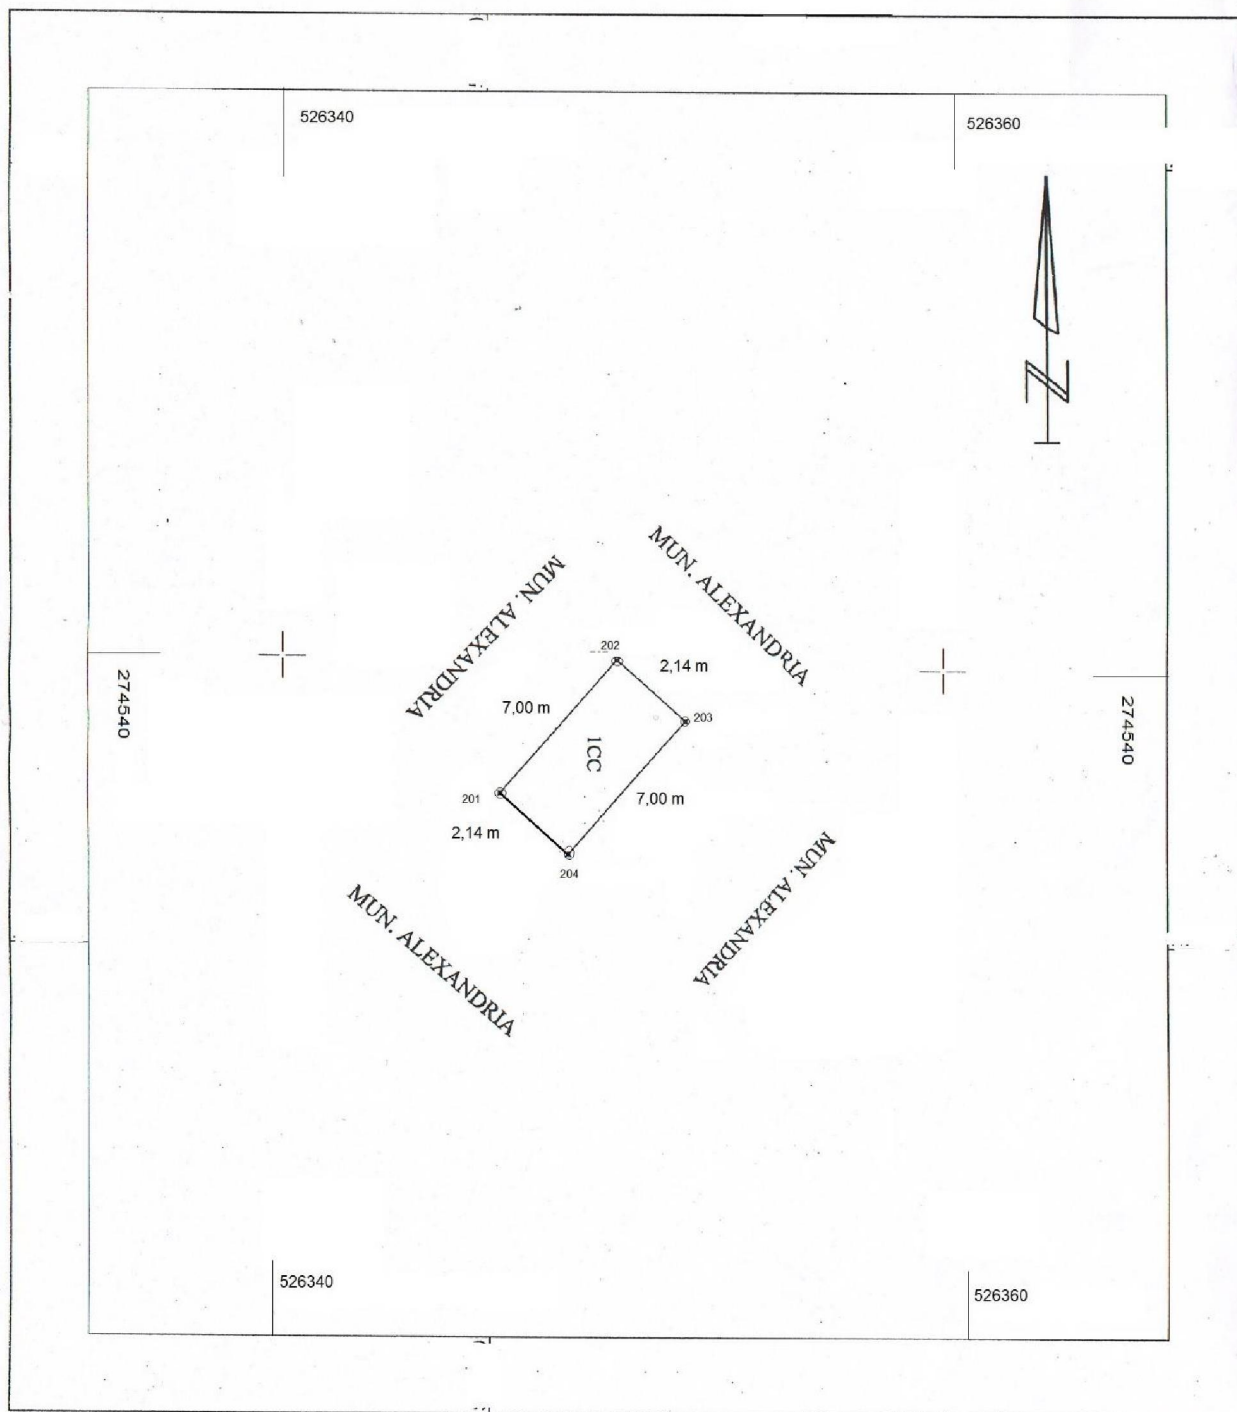 526340
526360
N
MUN. ALEXANDRIA
MUN. ALEXANDRIA
202
2,14 m
203
274540
274540
7,00 m
1CC
7,00 m
201
2,14 m
204
MUN. ALEXANDRIA
MUN. ALEXANDRIA
526340
526360